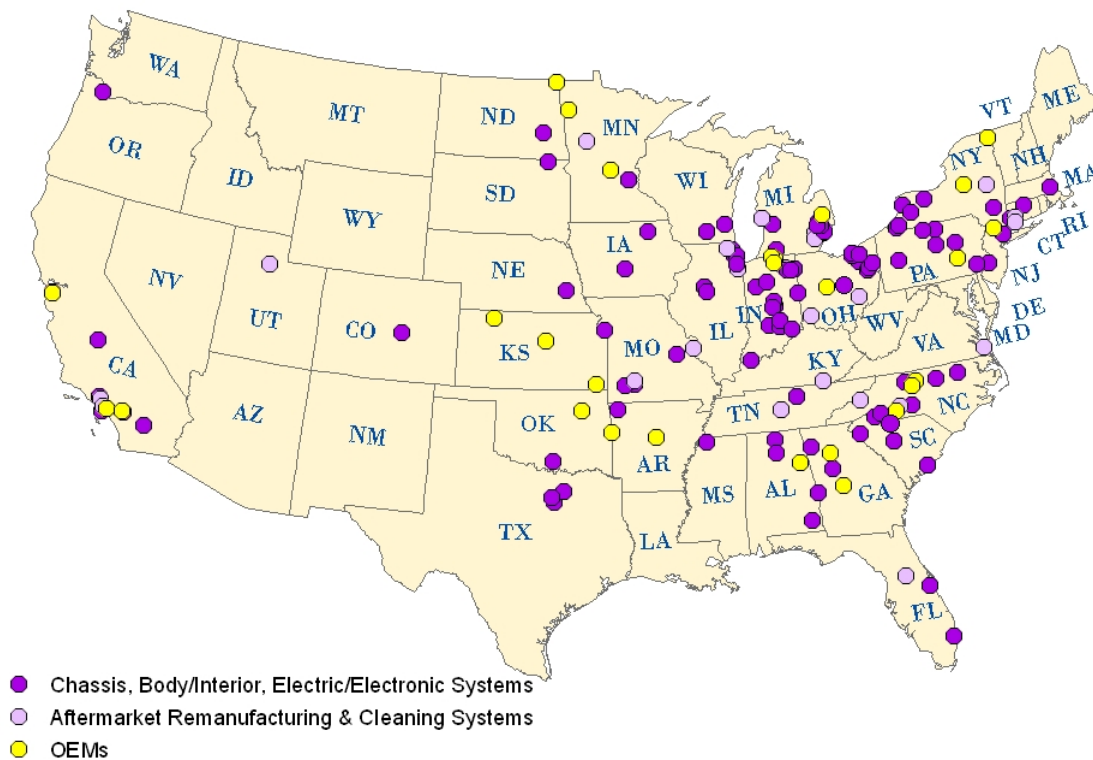 WA
MT
ND
MN
VT
ME
OR
ID
WY
SD
WI
MI
NY
NH
MA
NV
UT
CO
NE
IA
IL
IN
OH
PA
CT
RI
NJ
CA
KS
MO
KY
WV
VA
DE
MD
AZ
NM
OK
AR
TN
NC
SC
TX
LA
MS
AL
GA
FL
Chassis, Body/Interior, Electric/Electronic Systems
Aftermarket Remanufacturing & Cleaning Systems
OEMs